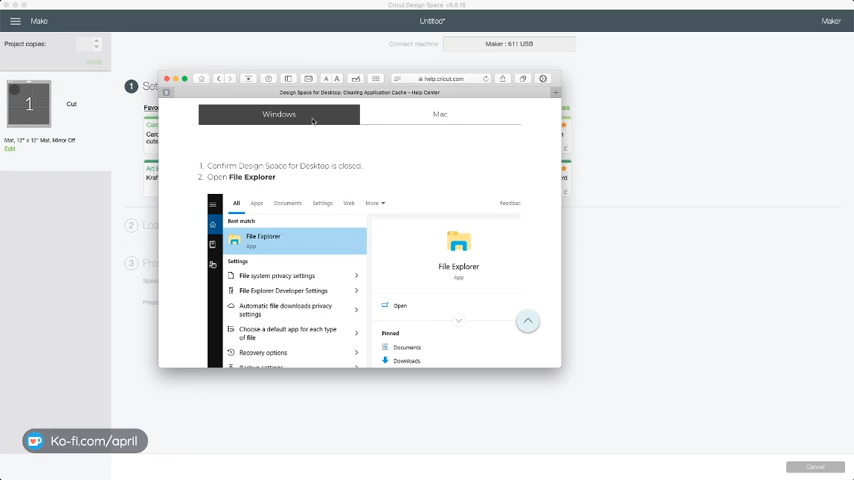 Cricut Design Space v5.8.15
Make
Untitled*
Maker
Project copies:
Apply
Connect machine
Maker : 611 USB
1
Cut
Mat, 12" x 12" Mat, Mirror Off
Edit
1
2
3
A A
help.cricut.com
Design Space for Desktop: Clearing Application Cache – Help Center
Windows
Mac
1. Confirm Design Space for Desktop is closed.
2. Open File Explorer
All Apps Documents Settings Web More
Best match
File Explorer
App
Settings
File system privacy settings
File Explorer Developer Settings
Automatic file downloads privacy
settings
Choose a default app for each type
of file
Recovery options
File Explorer
App
Open
Pinned
Documents
Downloads
Ko-fi.com/april
Cancel